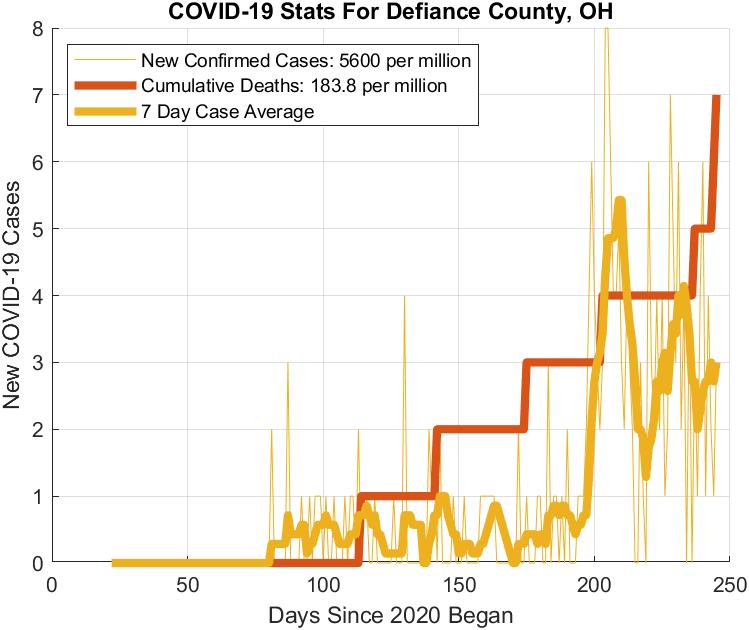 COVID-19 Stats For Defiance County, OH
New Confirmed Cases: 5600 per million
Cumulative Deaths: 183.8 per million
7 Day Case Average
8
7
6
5
4
3
2
1
0
New COVID-19 Cases
0 50 100 150 200 250
Days Since 2020 Began